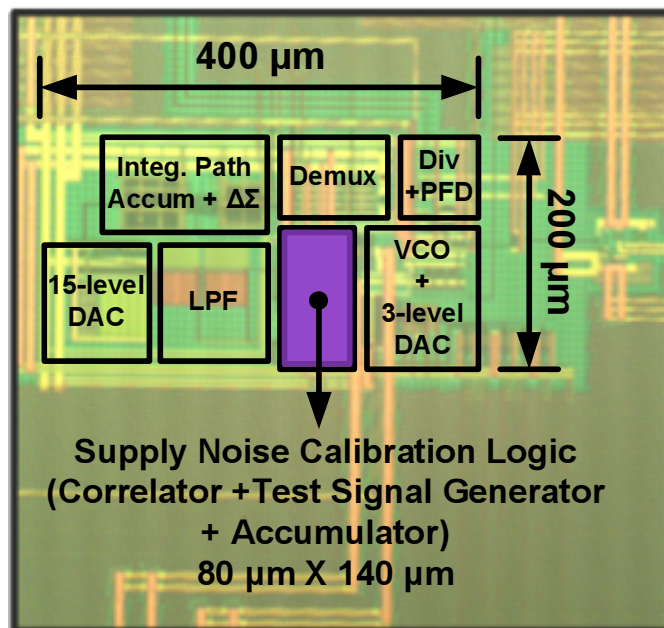 400 µm
Integ. Path
Accum + ΔΣ
Demux
Div
+PFD
200 µm
15-level
DAC
LPF
VCO
+
3-level
DAC
Supply Noise Calibration Logic
(Correlator +Test Signal Generator
+ Accumulator)
80 µm X 140 µm